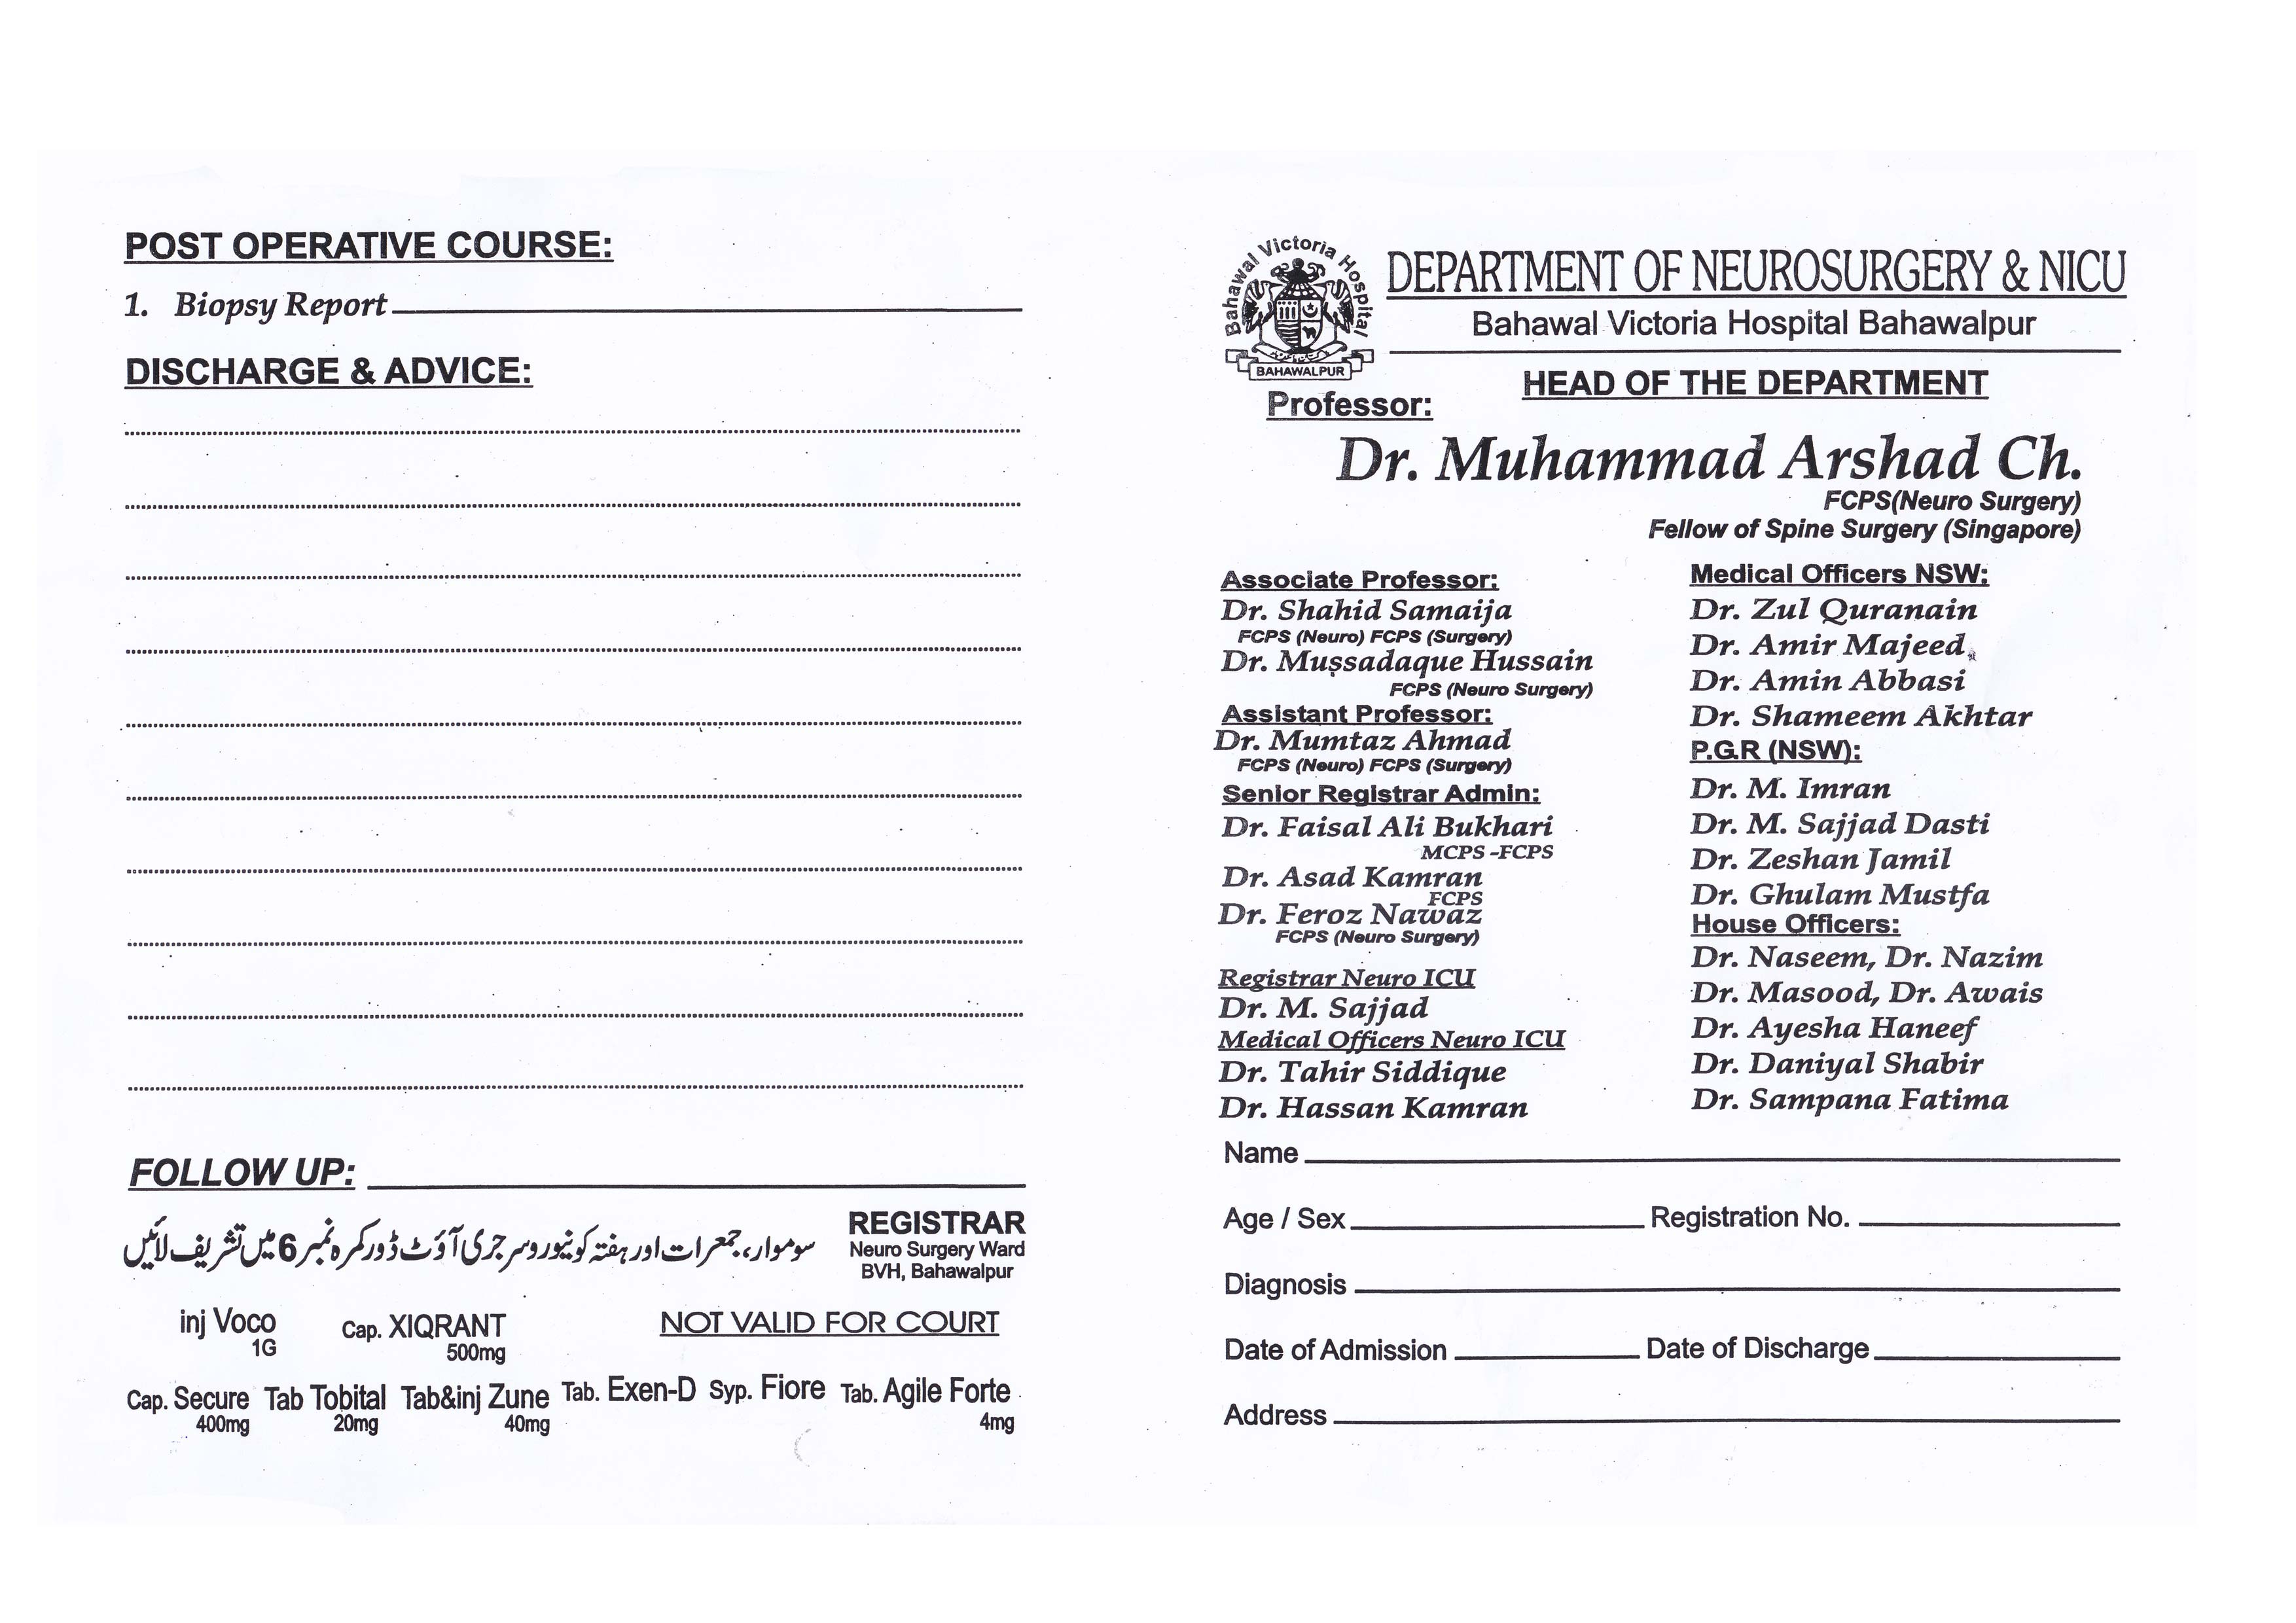 POST OPERATIVE COURSE:
1. Biopsy Report
DISCHARGE & ADVICE:
FOLLOW UP:
سوموار، جمعرات اور ہفتہ کو نیورو سرجری آؤٹ ڈور کمرہ نمبر 6 میں تشریف لائیں
REGISTRAR
Neuro Surgery Ward
BVH, Bahawalpur
inj Voco
1G
Cap. XIQRANT
500mg
NOT VALID FOR COURT
Cap. Secure Tab Tobital Tab&inj Zune Tab. Exen-D Syp. Fiore Tab. Agile Forte
400mg 20mg 40mg 4mg
Bahawal Victoria Hospital
BAHAWALPUR
DEPARTMENT OF NEUROSURGERY & NICU
Bahawal Victoria Hospital Bahawalpur
HEAD OF THE DEPARTMENT
Professor:
Dr. Muhammad Arshad Ch.
FCPS(Neuro Surgery)
Fellow of Spine Surgery (Singapore)
Associate Professor:
Dr. Shahid Samaija
FCPS (Neuro) FCPS (Surgery)
Dr. Mussadaque Hussain
FCPS (Neuro Surgery)
Assistant Professor:
Dr. Mumtaz Ahmad
FCPS (Neuro) FCPS (Surgery)
Senior Registrar Admin:
Dr. Faisal Ali Bukhari
MCPS -FCPS
Dr. Asad Kamran
FCPS
Dr. Feroz Nawaz
FCPS (Neuro Surgery)
Registrar Neuro ICU
Dr. M. Sajjad
Medical Officers Neuro ICU
Dr. Tahir Siddique
Dr. Hassan Kamran
Medical Officers NSW:
Dr. Zul Quranain
Dr. Amir Majeed
Dr. Amin Abbasi
Dr. Shameem Akhtar
P.G.R (NSW):
Dr. M. Imran
Dr. M. Sajjad Dasti
Dr. Zeshan Jamil
Dr. Ghulam Mustfa
House Officers:
Dr. Naseem, Dr. Nazim
Dr. Masood, Dr. Awais
Dr. Ayesha Haneef
Dr. Daniyal Shabir
Dr. Sampana Fatima
Name
Age / Sex Registration No.
Diagnosis
Date of Admission Date of Discharge
Address